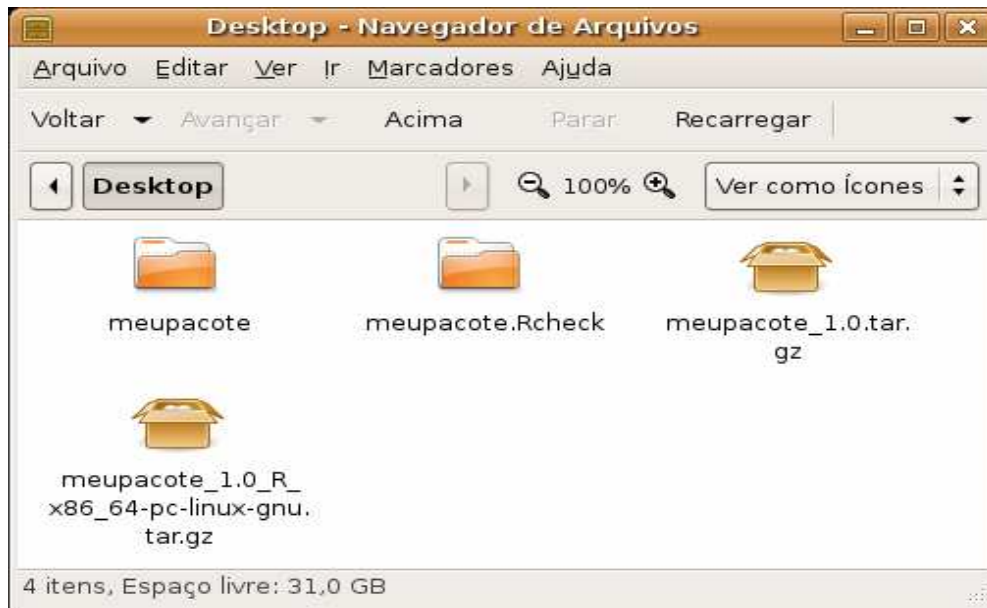 Desktop - Navegador de Arquivos
Arquivo Editar Ver Ir Marcadores Ajuda
Voltar Avançar Acima Parar Recarregar
Desktop 100% Ver como Ícones
meupacote meupacote.Rcheck meupacote_1.0.tar.
gz
meupacote_1.0_R_
x86_64-pc-linux-gnu.
tar.gz
4 itens, Espaço livre: 31,0 GB